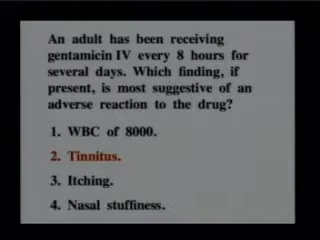 An adult has been receiving
gentamicin IV every 8 hours for
several days. Which finding, if
present, is most suggestive of an
adverse reaction to the drug?
1. WBC of 8000.
2. Tinnitus.
3. Itching.
4. Nasal stuffiness.